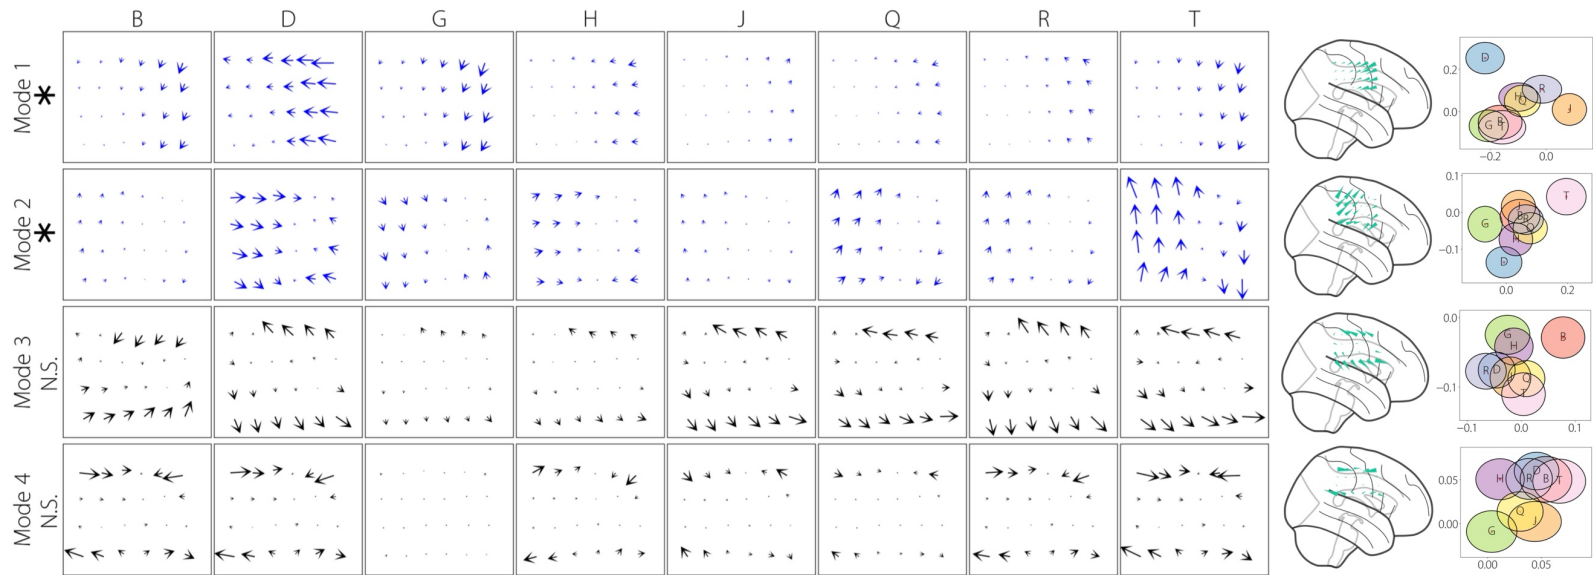 B D G H J Q R T
Mode 1
*
D
H
R
Q
J
G
B
T
0.2
0.0
-0.2 0.0
Mode 2
*
T
G
J
B
R
Q
H
D
0.1
0.0
-0.1
0.0 0.2
Mode 3
N.S.
G
B
H
R
D
J
Q
T
0.0
-0.1
-0.1 0.0 0.1
Mode 4
N.S.
D
H
R
B
T
Q
J
G
0.05
0.00
0.00 0.05